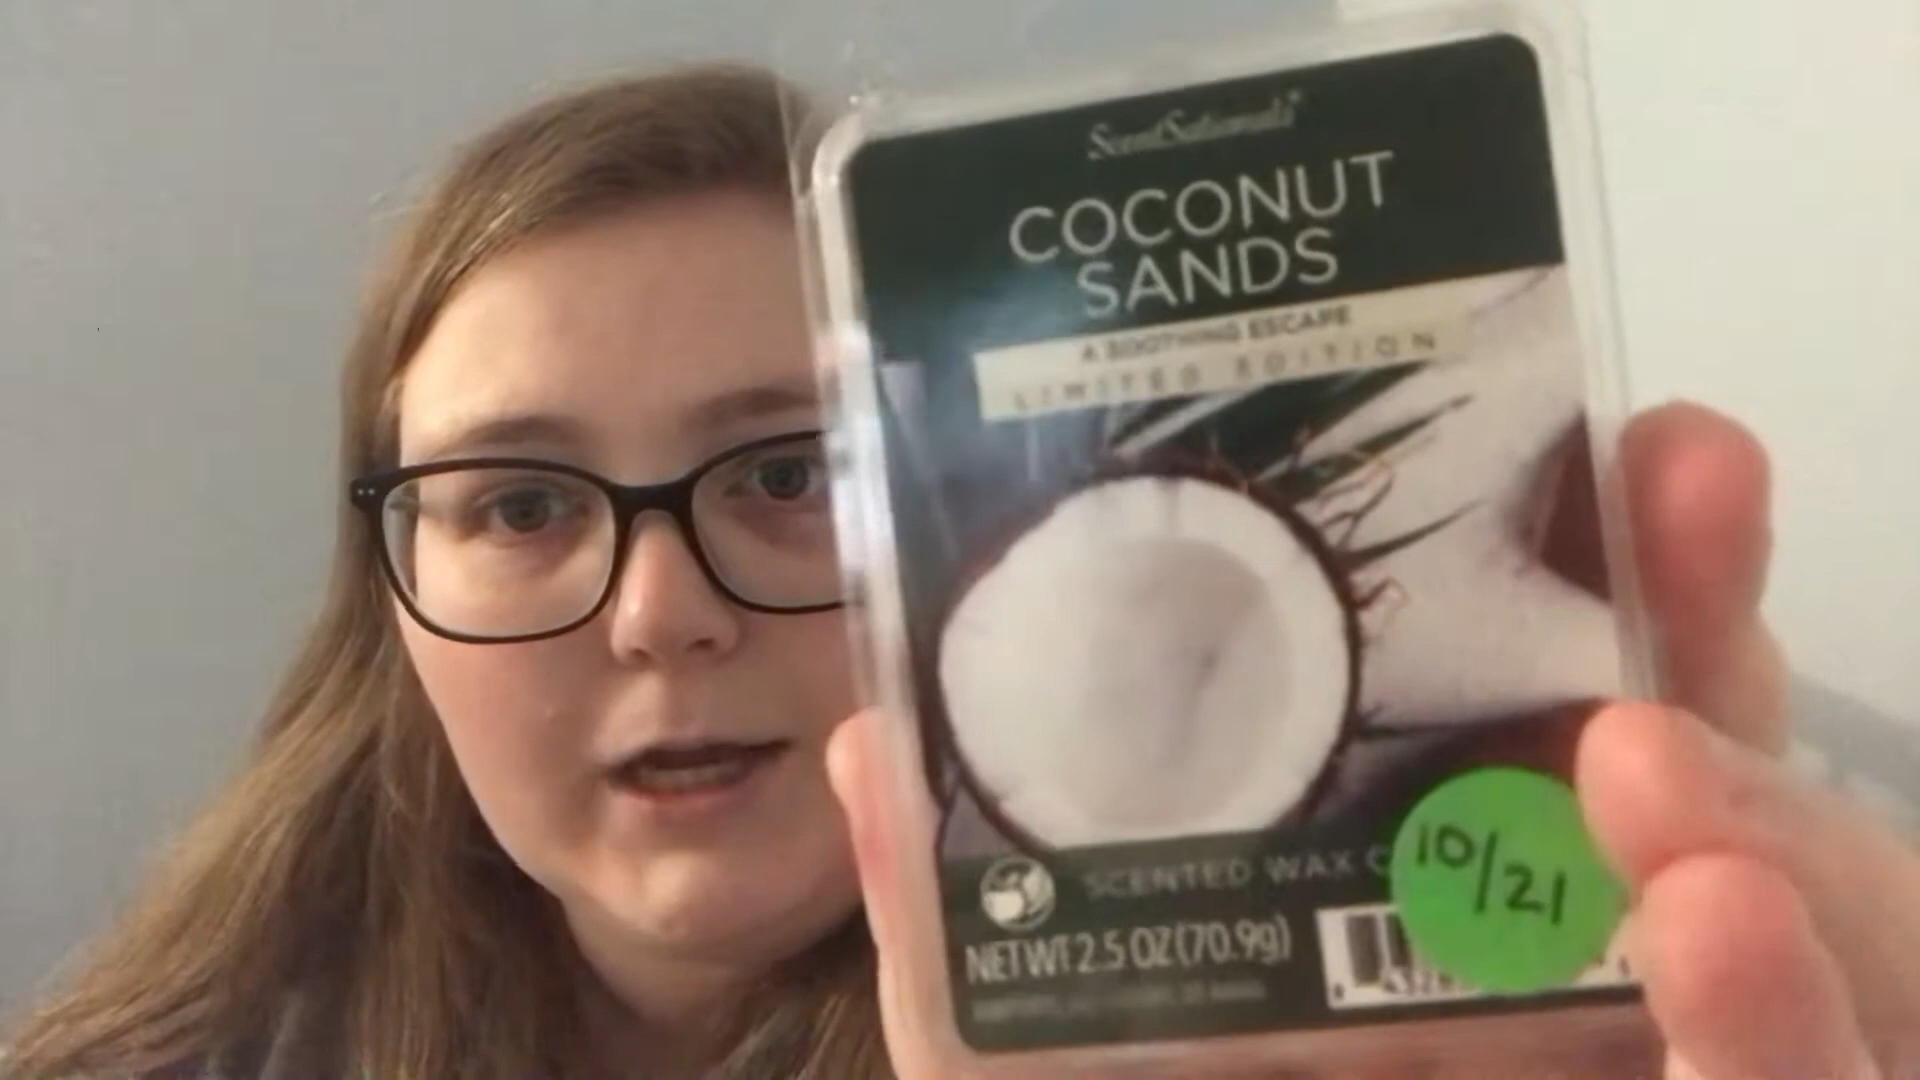 ScentSationals
COCONUT
SANDS
A SOOTHING ESCAPE
LIMITED EDITION
SCENTED WAX
10/21
NET WT 2.5 OZ (70.9g)